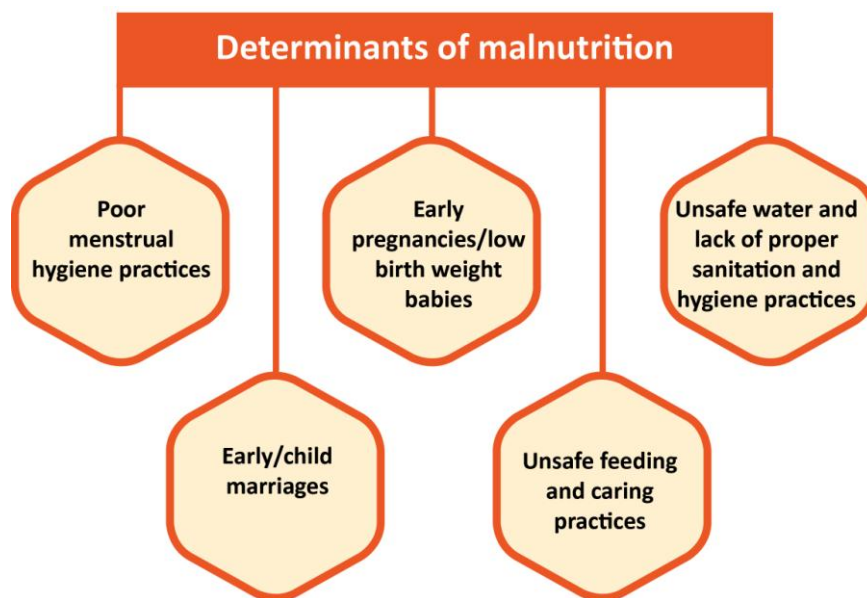 Determinants of malnutrition
Poor
menstrual
hygiene practices
Early/child
marriages
Early
pregnancies/low
birth weight
babies
Unsafe feeding
and caring
practices
Unsafe water and
lack of proper
sanitation and
hygiene practices